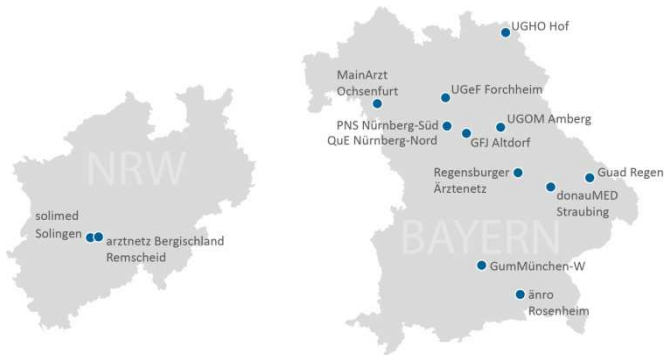 NRW
solimed
Solingen
arztnetz Bergischland
Remscheid
UGHO Hof
MainArzt
Ochsenfurt
UGeF Forchheim
PNS Nürnberg-Süd
QuE Nürnberg-Nord
UGOM Amberg
GFJ Altdorf
Regensburger
Ärztenetz
Guad Regen
donauMED
Straubing
BAYERN
GumMünchen-W
änro
Rosenheim